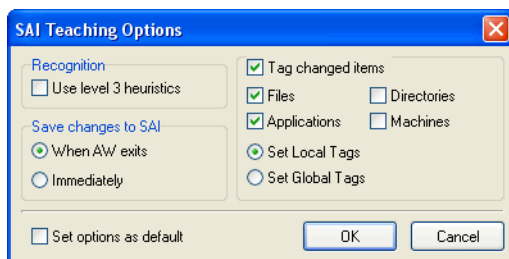 SAI Teaching Options
Recognition
Use level 3 heuristics
Save changes to SAI
When AW exits
Immediately
Tag changed items
Files
Directories
Applications
Machines
Set Local Tags
Set Global Tags
Set options as default
OK
Cancel